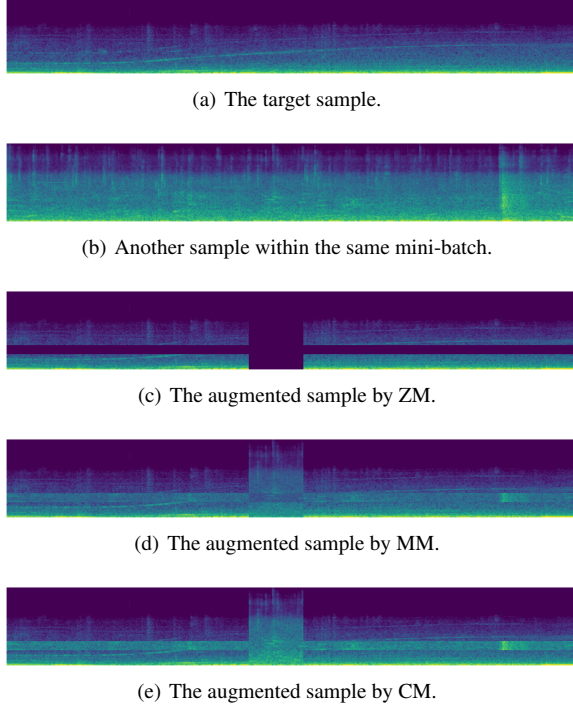 (a) The target sample.
(b) Another sample within the same mini-batch.
(c) The augmented sample by ZM.
(d) The augmented sample by MM.
(e) The augmented sample by CM.